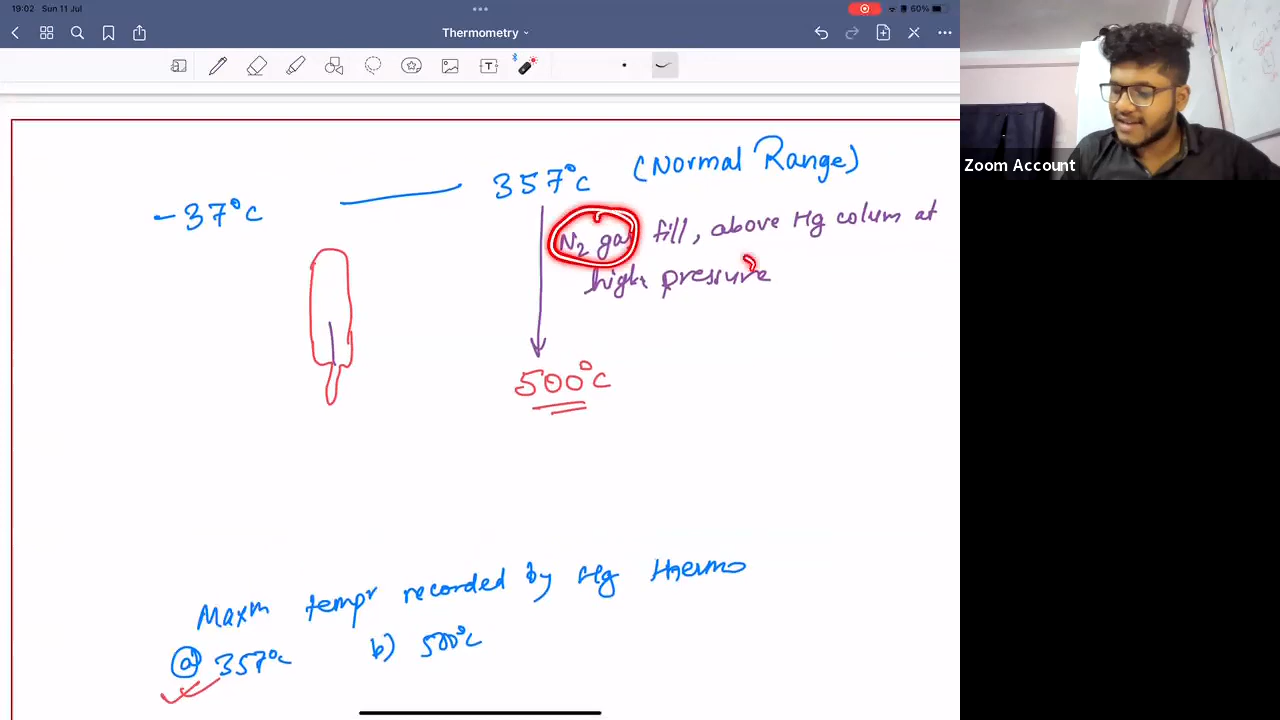 19:02 Sun 11 Jul
60%
Thermometry
Zoom Account
-37°C 357°C (Normal Range)
N2 gas fill, above Hg colum at
high pressure
500°C
Maxm tempr recorded by Hg Thermo
a) 357°C b) 500°C